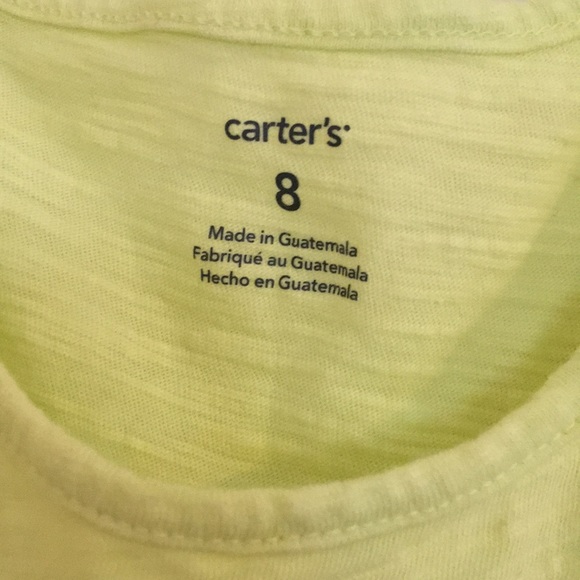 carter's
8
Made in Guatemala
Fabriqué au Guatemala
Hecho en Guatemala